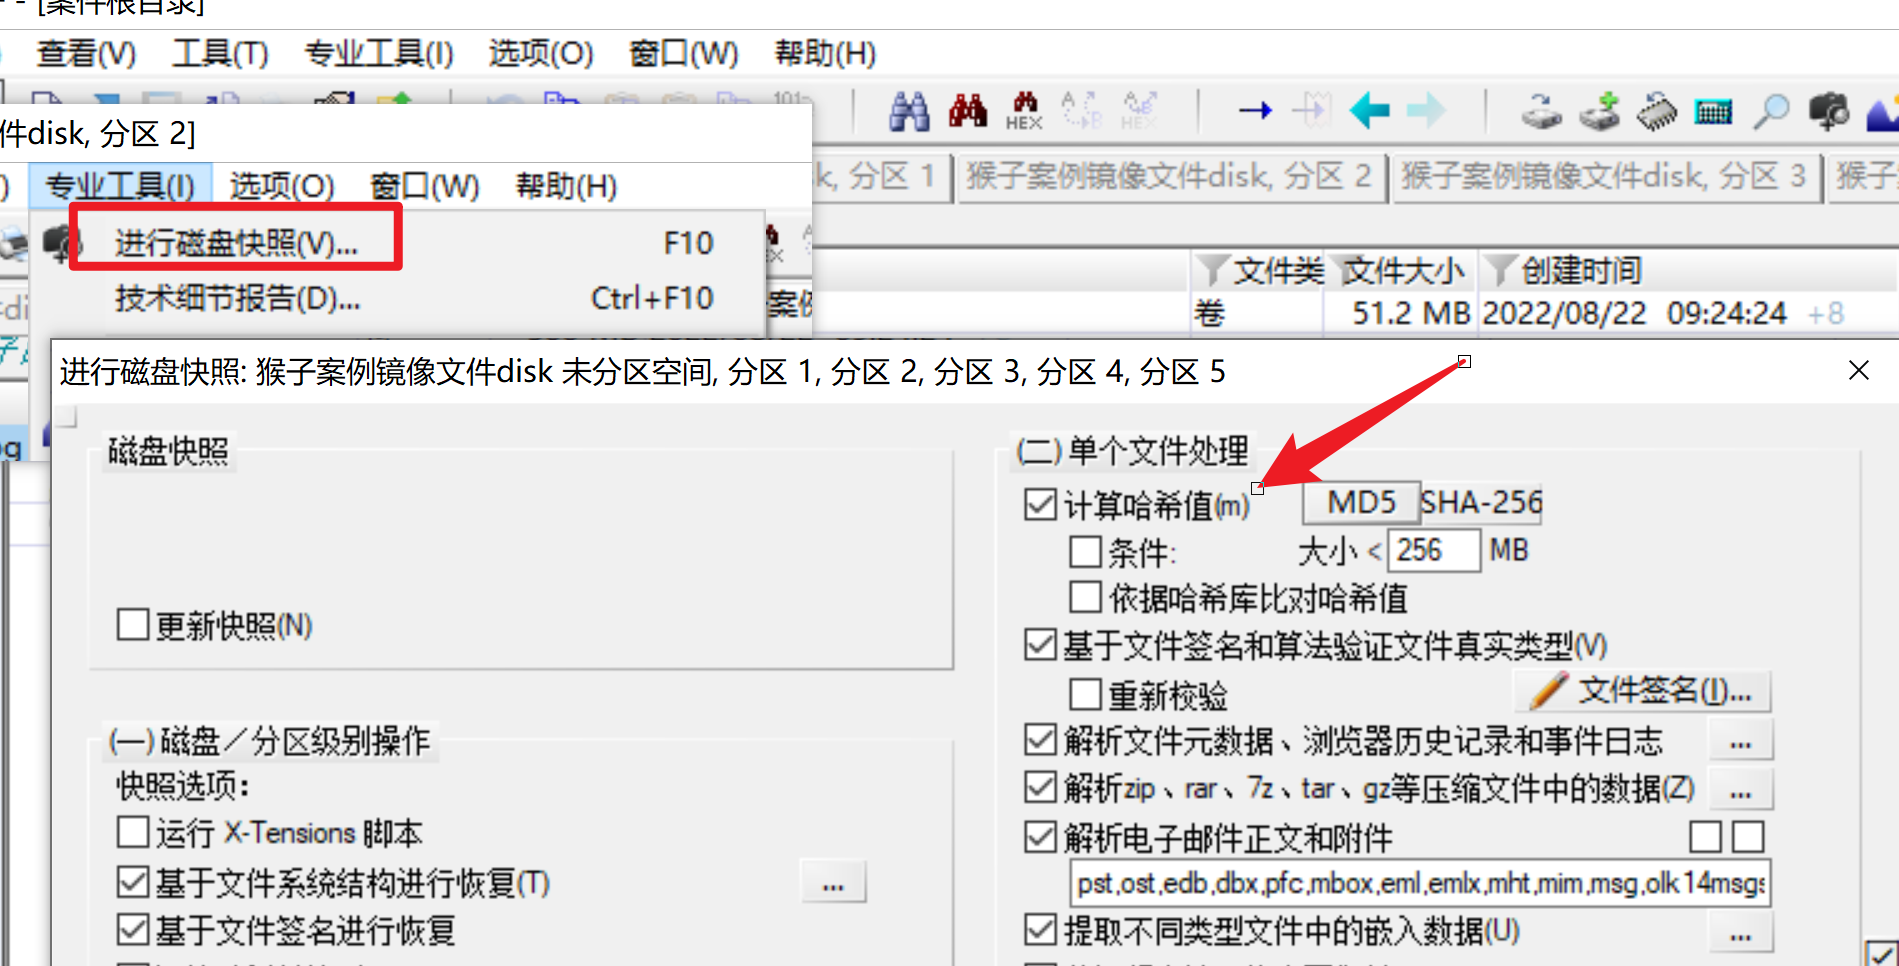 - [案件根目录]
查看(V) 工具(T) 专业工具(I) 选项(O) 窗口(W) 帮助(H)
HEX
件disk, 分区 2]
k, 分区 1 猴子案例镜像文件disk, 分区 2 猴子案例镜像文件disk, 分区 3 猴子
专业工具(I) 选项(O) 窗口(W) 帮助(H)
进行磁盘快照(V)... F10
技术细节报告(D)... Ctrl+F10
文件类 文件大小 创建时间
卷 51.2 MB 2022/08/22 09:24:24 +8
进行磁盘快照: 猴子案例镜像文件disk 未分区空间, 分区 1, 分区 2, 分区 3, 分区 4, 分区 5
磁盘快照
更新快照(N)
(一)磁盘／分区级别操作
快照选项：
运行 X-Tensions 脚本
基于文件系统结构进行恢复(T) ...
基于文件签名进行恢复
(二)单个文件处理
计算哈希值(m) MD5 SHA-256
条件: 大小 < 256 MB
依据哈希库比对哈希值
基于文件签名和算法验证文件真实类型(V)
重新校验 文件签名(I)...
解析文件元数据、浏览器历史记录和事件日志 ...
解析zip、rar、7z、tar、gz等压缩文件中的数据(Z) ...
解析电子邮件正文和附件
pst,ost,edb,dbx,pfc,mbox,eml,emlx,mht,mim,msg,olk14msgs
提取不同类型文件中的嵌入数据(U) ...